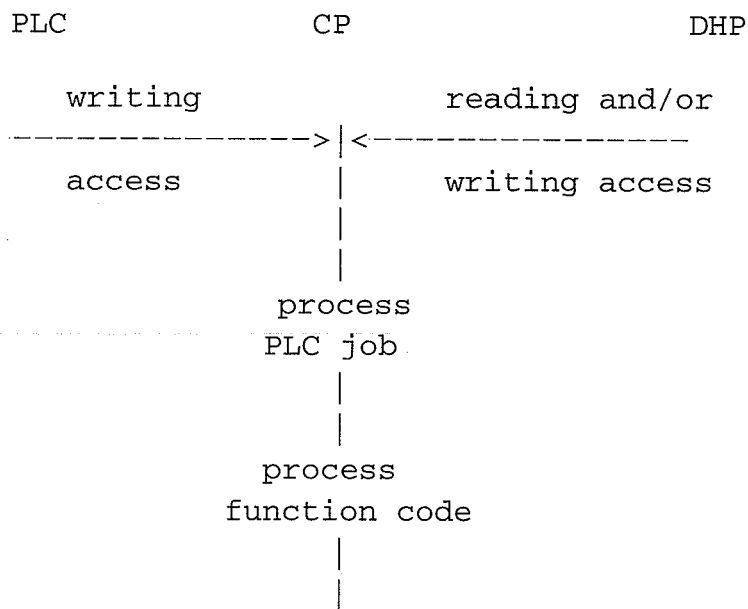 PLC CP DHP
writing reading and/or
------------->|<---------------
access writing access
|
|
|
process
PLC job
|
|
process
function code
|
|